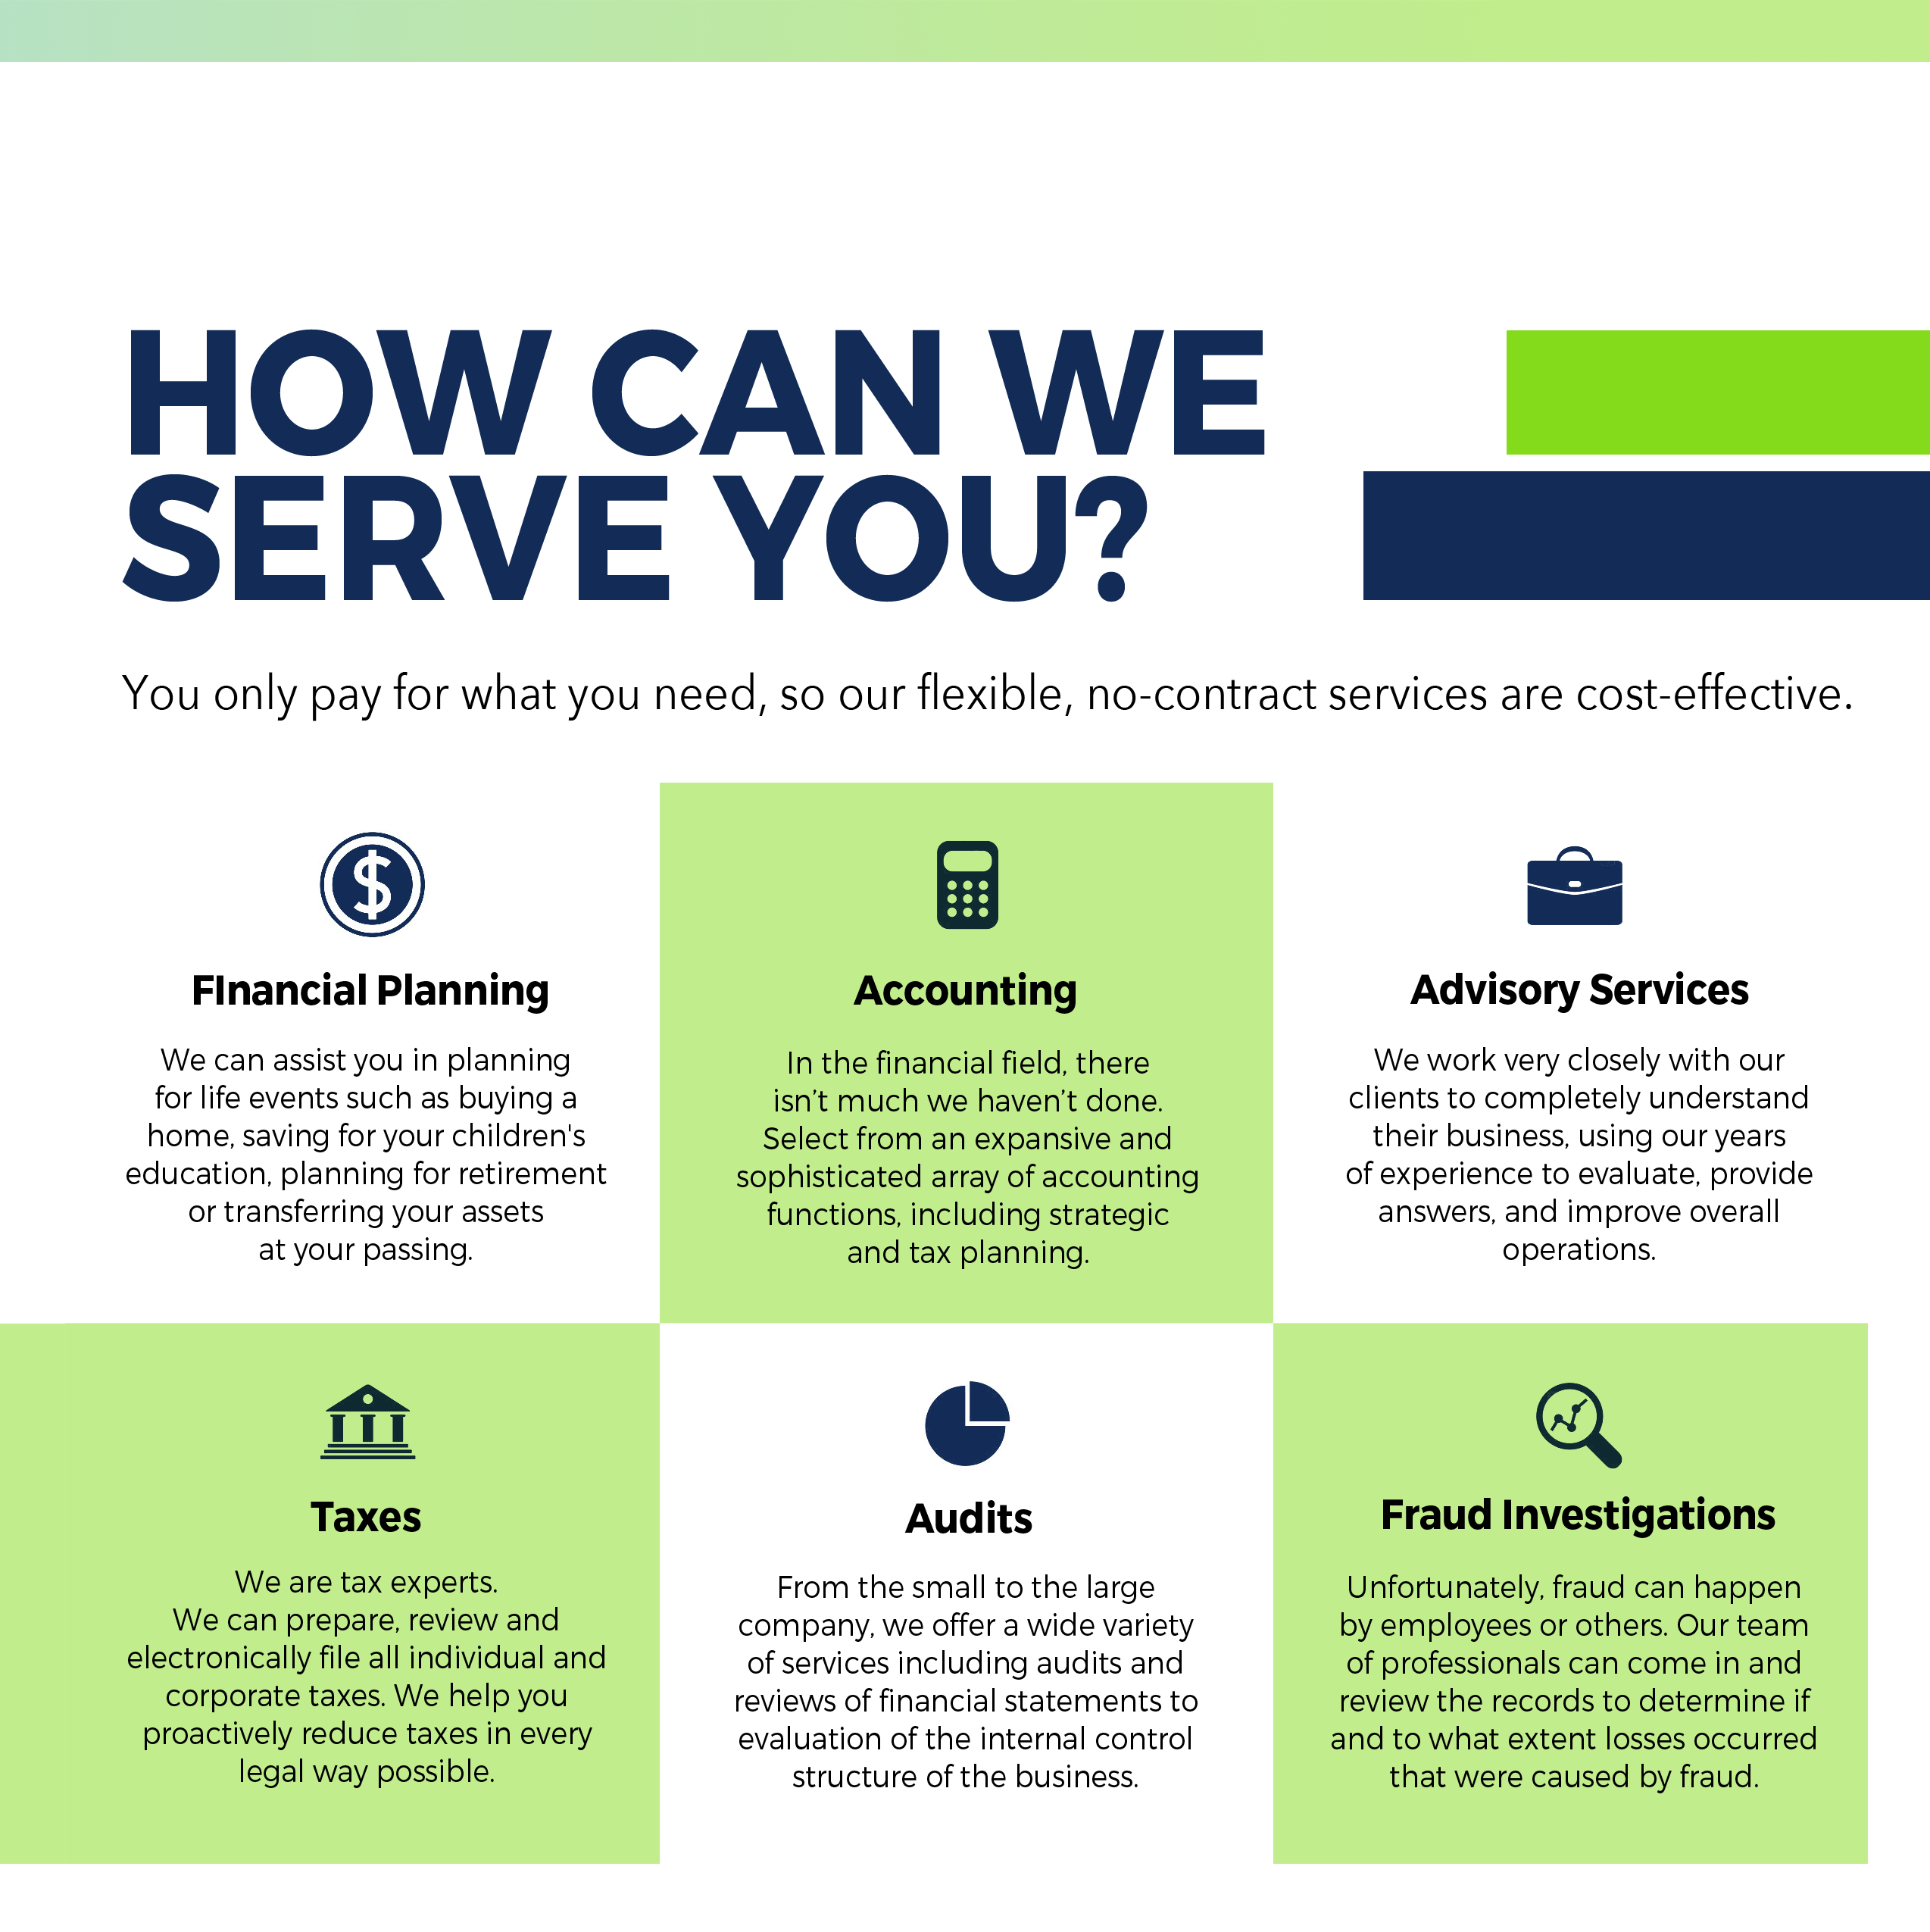 HOW CAN WE
SERVE YOU?
You only pay for what you need, so our flexible, no-contract services are cost-effective.
FInancial Planning
We can assist you in planning
for life events such as buying a
home, saving for your children's
education, planning for retirement
or transferring your assets
at your passing.
Accounting
In the financial field, there
isn’t much we haven’t done.
Select from an expansive and
sophisticated array of accounting
functions, including strategic
and tax planning.
Advisory Services
We work very closely with our
clients to completely understand
their business, using our years
of experience to evaluate, provide
answers, and improve overall
operations.
Taxes
We are tax experts.
We can prepare, review and
electronically file all individual and
corporate taxes. We help you
proactively reduce taxes in every
legal way possible.
Audits
From the small to the large
company, we offer a wide variety
of services including audits and
reviews of financial statements to
evaluation of the internal control
structure of the business.
Fraud Investigations
Unfortunately, fraud can happen
by employees or others. Our team
of professionals can come in and
review the records to determine if
and to what extent losses occurred
that were caused by fraud.